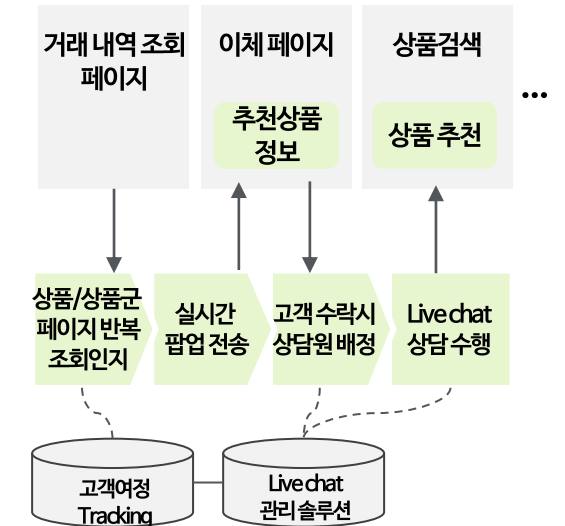 거래 내역 조회
페이지
이체 페이지
추천상품
정보
상품검색
상품 추천
...
상품/상품군
페이지 반복
조회인지
실시간
팝업 전송
고객 수락시
상담원 배정
Live chat
상담 수행
고객여정
Tracking
Live chat
관리 솔루션